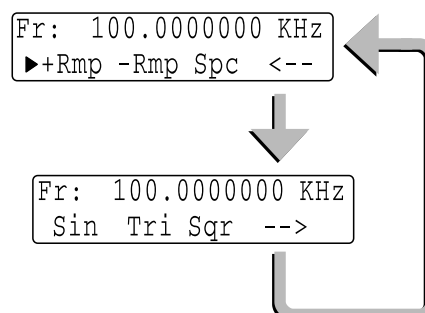 Fr: 100.0000000 KHz
▶+Rmp -Rmp Spc <--
Fr: 100.0000000 KHz
Sin Tri Sqr -->